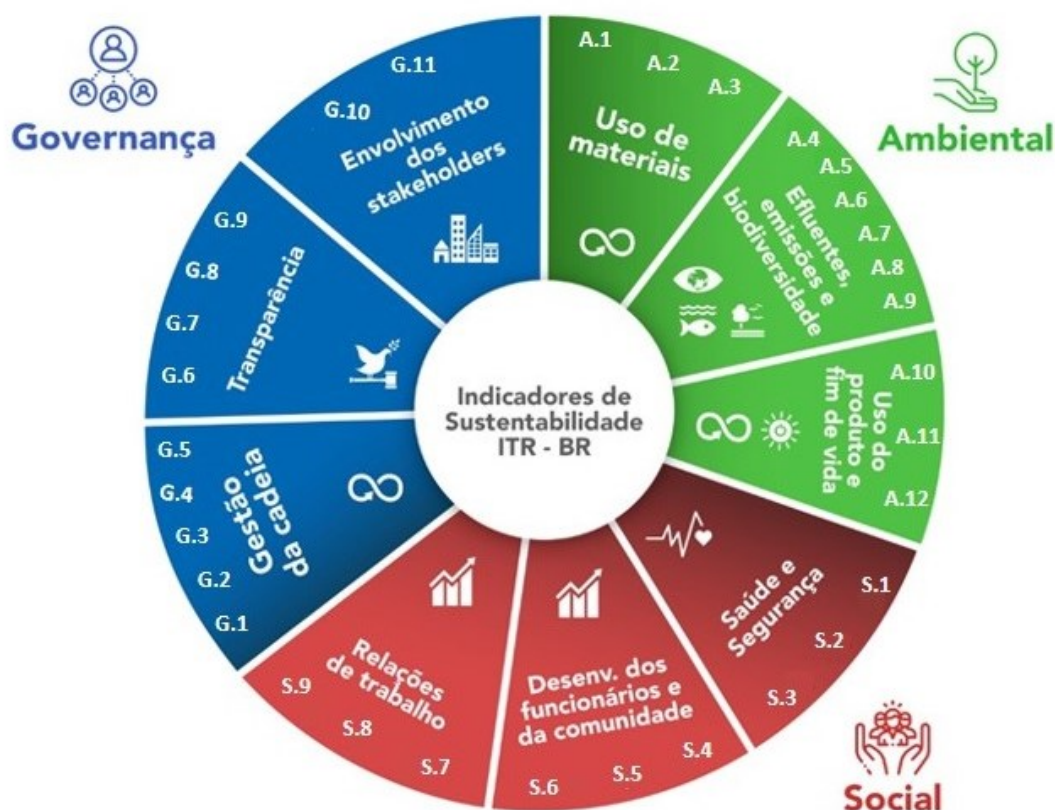 Governança
Ambiental
Social
Indicadores de
Sustentabilidade
ITR - BR
A.1
A.2
A.3
Uso de
materiais
A.4
A.5
A.6
A.7
A.8
A.9
Efluentes,
emissões e
biodiversidade
A.10
A.11
A.12
Uso do
produto e
fim de vida
S.1
S.2
S.3
Saúde e
Segurança
S.4
S.5
S.6
Desenv. dos
funcionários e
da comunidade
S.7
S.8
S.9
Relações
de trabalho
G.1
G.2
G.3
G.4
G.5
Gestão
da cadeia
G.6
G.7
G.8
G.9
Transparência
G.10
G.11
Envolvimento
dos
stakeholders